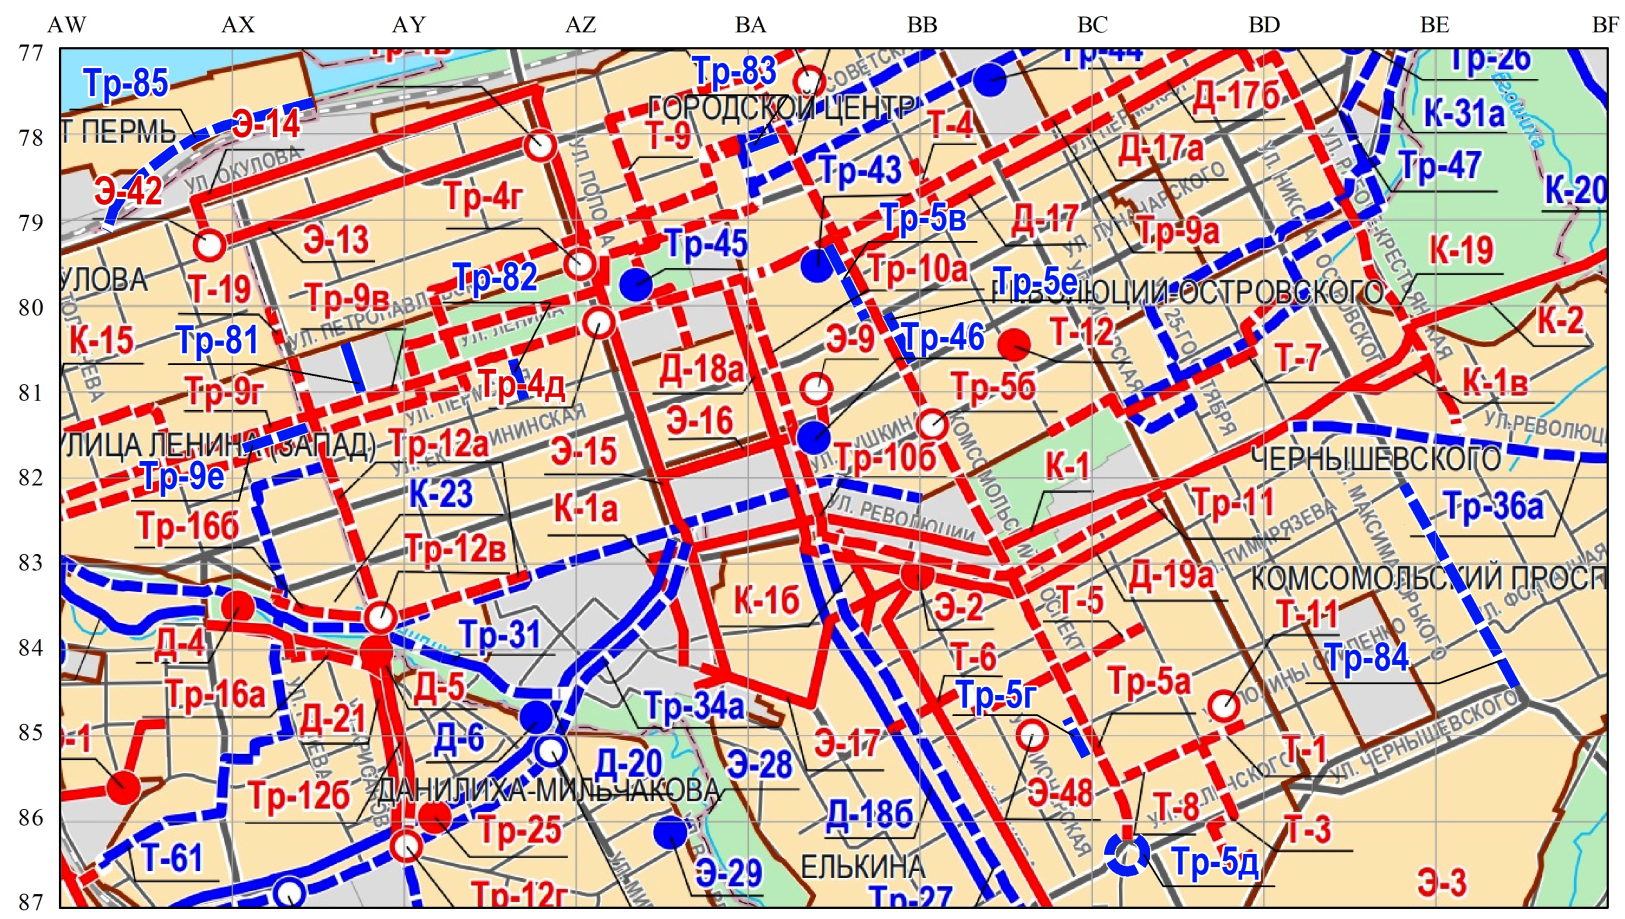 AW AX AY AZ BA BB BC BD BE BF
77
Тр-83
Тр-44
Тр-26
Тр-85
Д-17б
К-31а
ГОРОДСКОЙ ЦЕНТР
Э-14
Т-9
Т-4
78
Т ПЕРМЬ
Д-17а
УЛ. ОКУЛОВА
Тр-43
Тр-47
Э-42
Тр-4г
К-20
79
УЛ. ЛУНАЧАРСКОГО
Д-17
Тр-5в
Тр-9а
Э-13
Тр-45
К-19
Тр-10а
УЛОВА
Т-19
Тр-9в
Тр-82
Тр-5е
РЕВОЛЮЦИИ-ОСТРОВСКОГО
80
УЛ. ЛЕНИНА
К-2
К-15
Тр-81
Э-9
Тр-46
Т-12
Т-7
Д-18а
81
Тр-9г
Тр-4д
Тр-5б
К-1в
Э-16
УЛИЦА ЛЕНИНА (ЗАПАД)
Тр-12а
Э-15
Тр-10б
К-1
ЧЕРНЫШЕВСКОГО
82
Тр-9е
К-23
К-1а
УЛ. РЕВОЛЮЦИИ
Тр-11
Тр-36а
Тр-16б
Тр-12в
83
К-1б
Э-2
Т-5
Д-19а
КОМСОМОЛЬСКИЙ ПРОСП
Т-11
84
Д-4
Тр-31
Т-6
Тр-84
Тр-16а
Д-5
Тр-34а
Тр-5г
Тр-5а
85
Д-21
Д-6
Э-17
Т-1
Д-20
Э-28
УЛ. ЧЕРНЫШЕВСКОГО
Тр-12б
ДАНИЛИХА-МИЛЬЧАКОВА
Э-48
Т-8
86
Д-18б
Тр-25
Т-3
Т-61
ЕЛЬКИНА
Тр-5д
Э-29
Э-3
87
Тр-12г
Тр-27